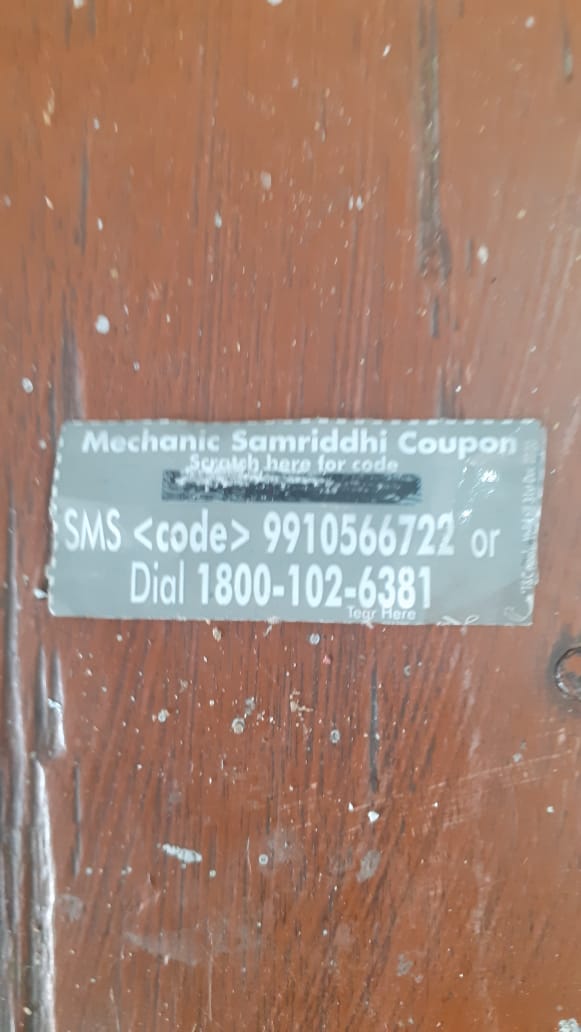 Mechanic Samriddhi Coupon
Scratch here for code
SMS <code> 9910566722 or
Dial 1800-102-6381
Tear Here